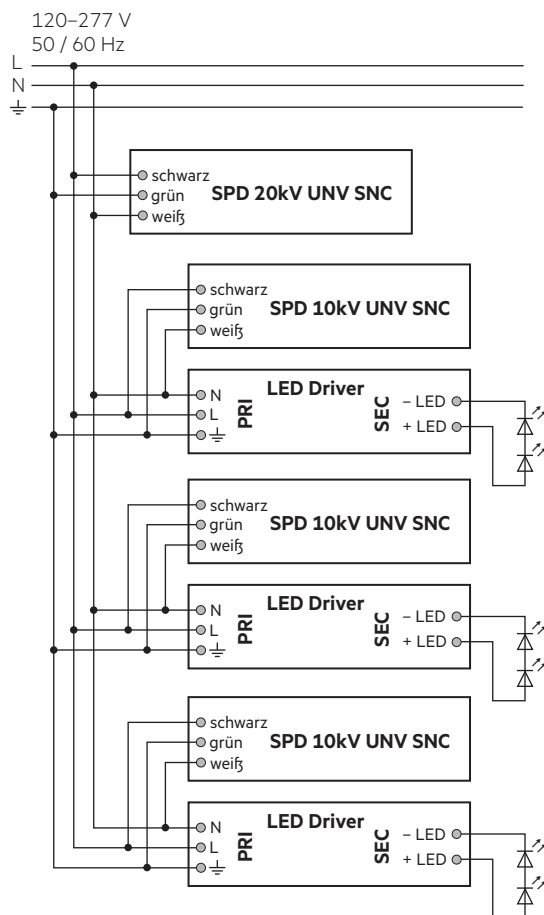 120–277 V
50 / 60 Hz
L
N
schwarz
grün
weiß
SPD 20kV UNV SNC
schwarz
grün
weiß
SPD 10kV UNV SNC
N
L
PRI
LED Driver
SEC
– LED
+ LED
schwarz
grün
weiß
SPD 10kV UNV SNC
N
L
PRI
LED Driver
SEC
– LED
+ LED
schwarz
grün
weiß
SPD 10kV UNV SNC
N
L
PRI
LED Driver
SEC
– LED
+ LED